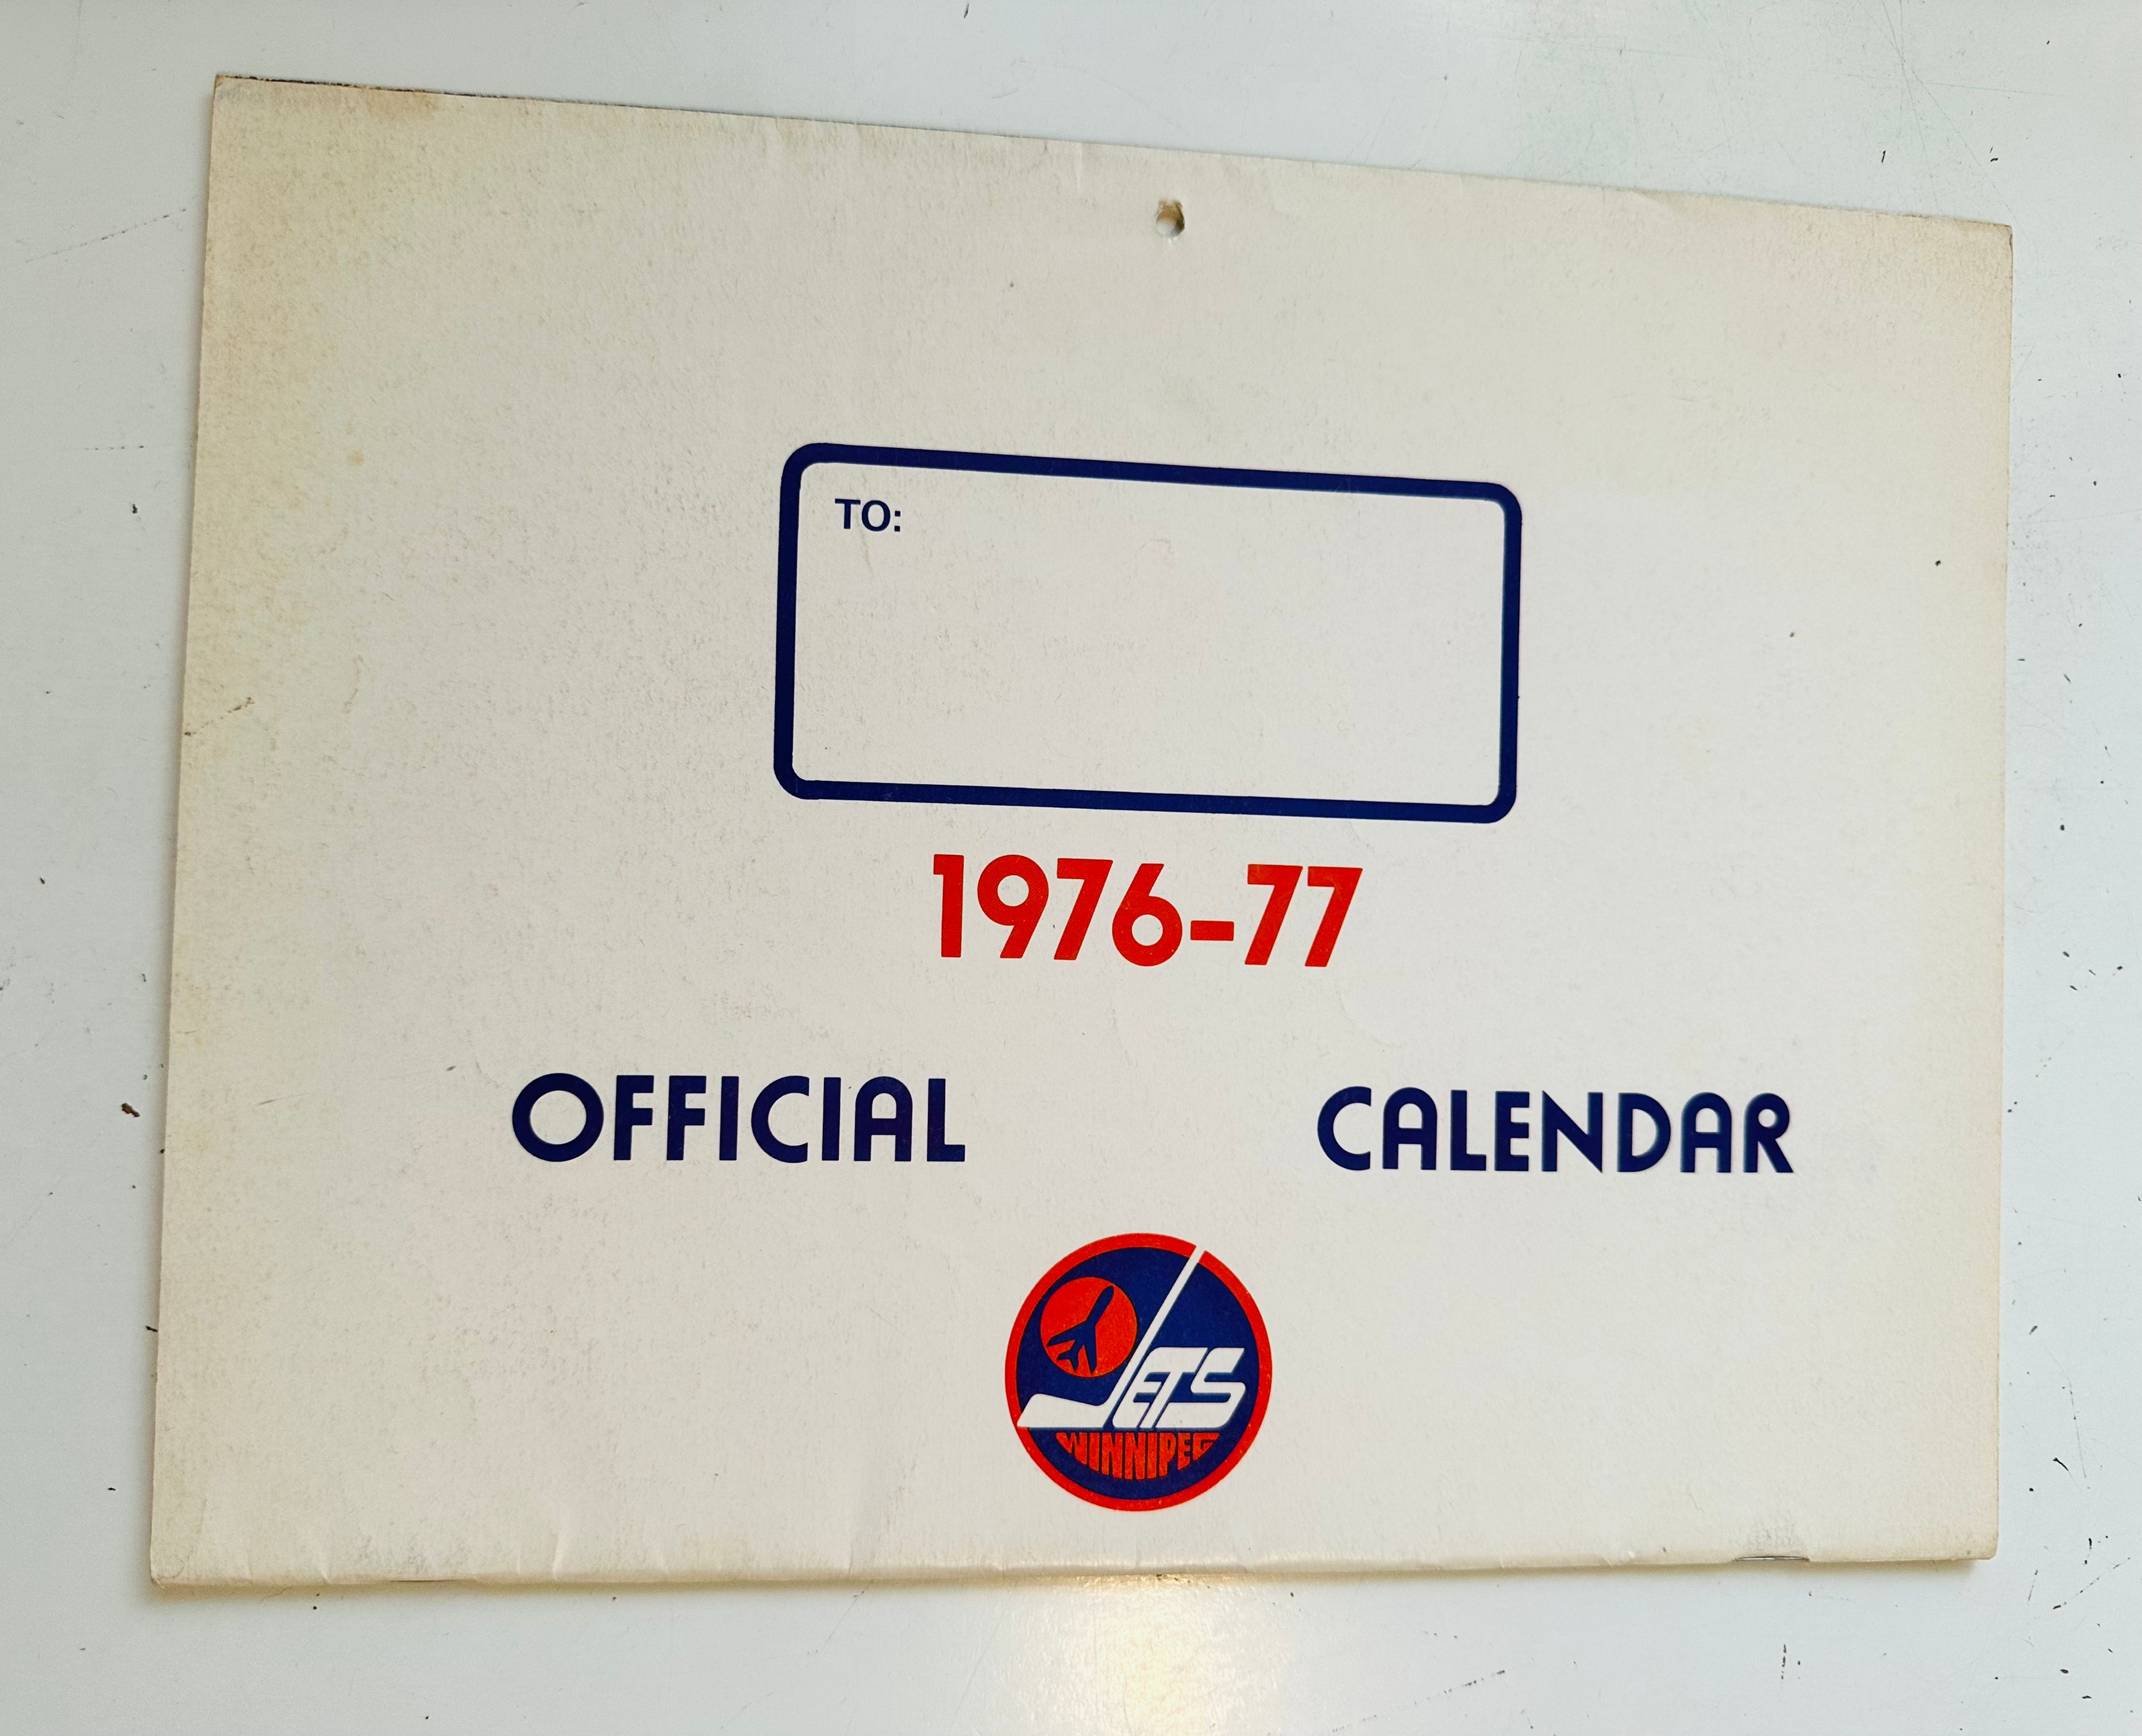 TO:
1976-77
OFFICIAL CALENDAR
JETS
WINNIPEG